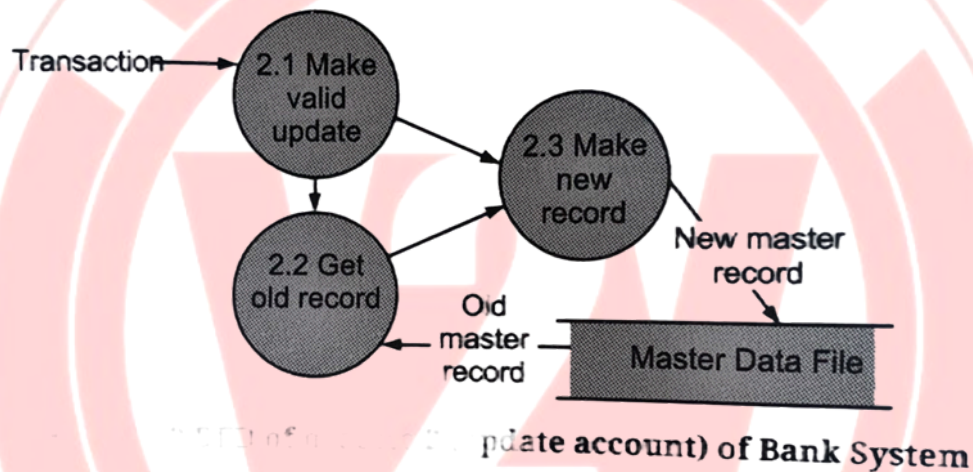 Transaction
2.1 Make
valid
update
2.3 Make
new
record
2.2 Get
old record
New master
record
Old
master
record
Master Data File
pdate account) of Bank System